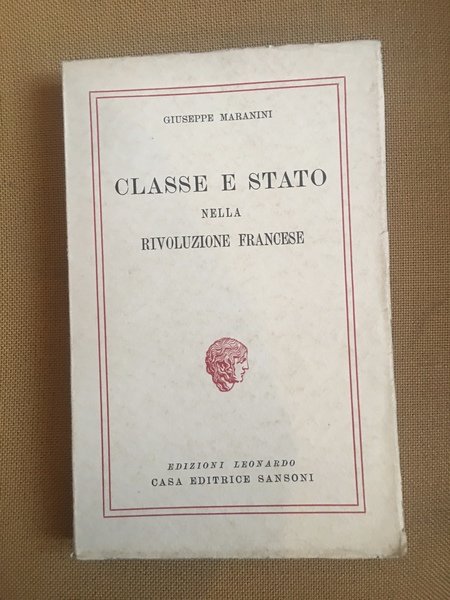 GIUSEPPE MARANINI
CLASSE E STATO
NELLA
RIVOLUZIONE FRANCESE
EDIZIONI LEONARDO
CASA EDITRICE SANSONI